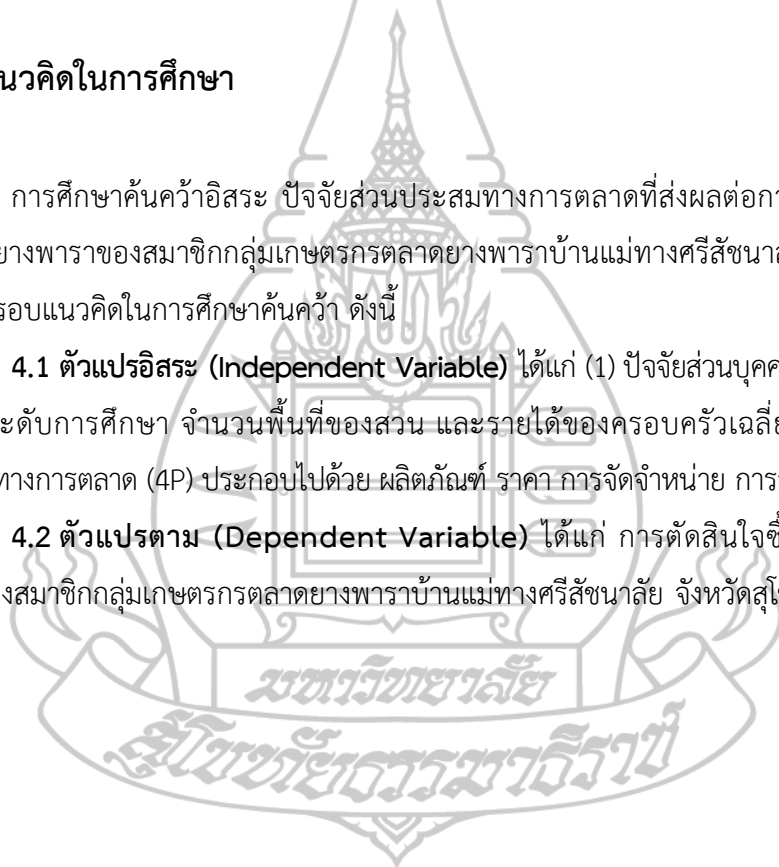 นวคิดในการศึกษา
การศึกษาค้นคว้าอิสระ ปัจจัยส่วนประสมทางการตลาดที่ส่งผลต่อกา
ยางพาราของสมาชิกกลุ่มเกษตรกรตลาดยางพาราบ้านแม่ทางศรีสัชนาล
รอบแนวคิดในการศึกษาค้นคว้า ดังนี้
4.1 ตัวแปรอิสระ (Independent Variable) ได้แก่ (1) ปัจจัยส่วนบุคค
ะดับการศึกษา จำนวนพื้นที่ของสวน และรายได้ของครอบครัวเฉลี่ย
ทางการตลาด (4P) ประกอบไปด้วย ผลิตภัณฑ์ ราคา การจัดจำหน่าย การ
4.2 ตัวแปรตาม (Dependent Variable) ได้แก่ การตัดสินใจซื้
งสมาชิกกลุ่มเกษตรกรตลาดยางพาราบ้านแม่ทางศรีสัชนาลัย จังหวัดสุโข
มหาวิทยาลัย
สุโขทัยธรรมาธิราช